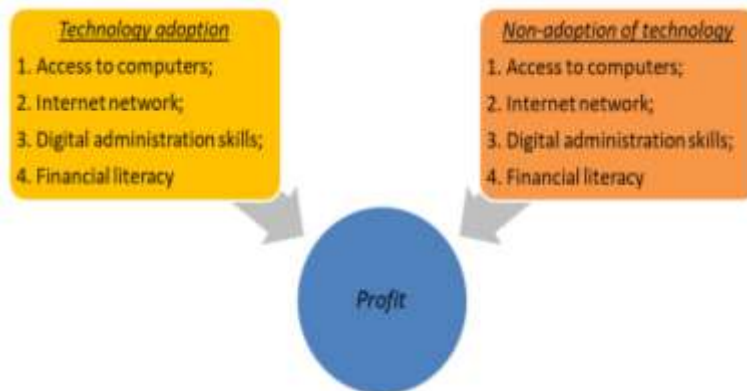 Technology adoption
1. Access to computers;
2. Internet network;
3. Digital administration skills;
4. Financial literacy
Non-adoption of technology
1. Access to computers;
2. Internet network;
3. Digital administration skills;
4. Financial literacy
Profit